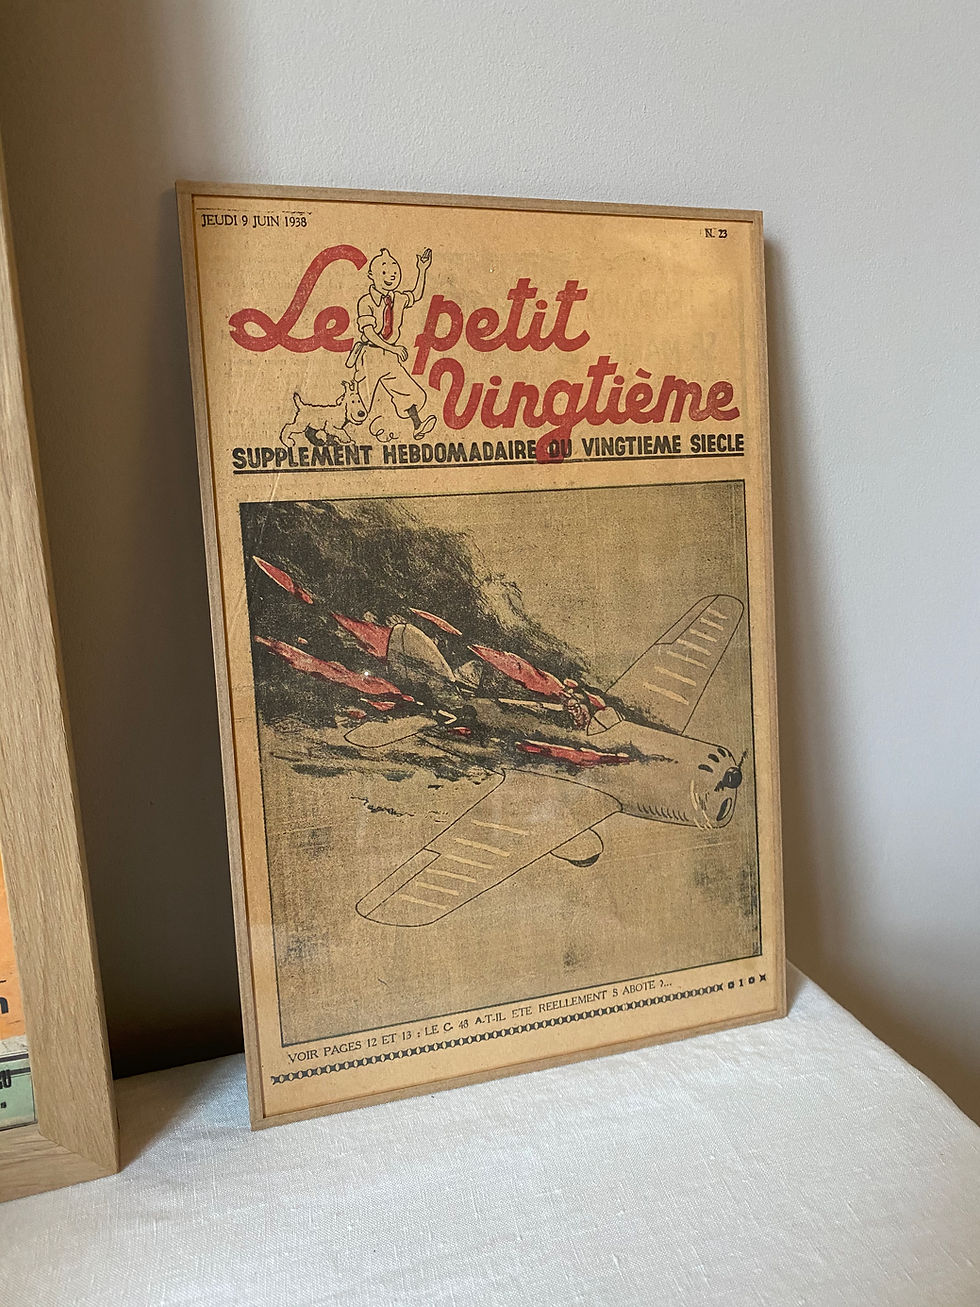 JEUDI 9 JUIN 1938
N. 23
Le petit
Vingtième
SUPPLEMENT HEBDOMADAIRE DU VINGTIEME SIECLE
VOIR PAGES 12 ET 13 : LE C. 48 A.T-IL ETE REELLEMENT S ABOTE ?...